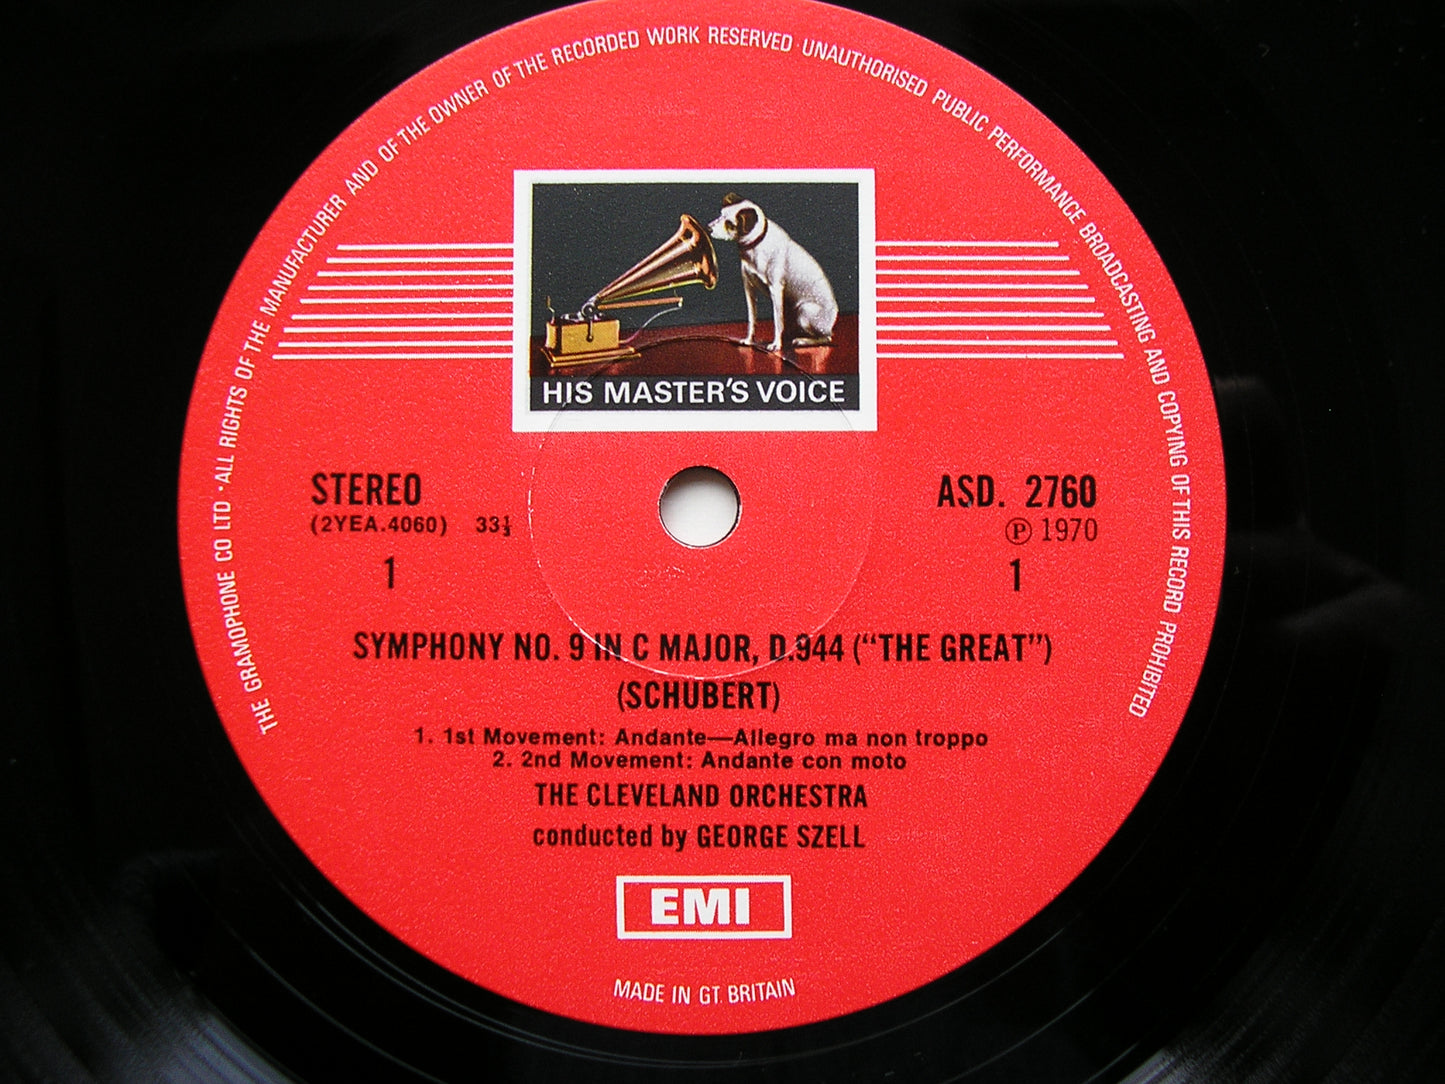 THE GRAMOPHONE CO LTD · ALL RIGHTS OF THE MANUFACTURER AND OF THE OWNER OF THE RECORDED WORK RESERVED · UNAUTHORISED PUBLIC PERFORMANCE BROADCASTING AND COPYING OF THIS RECORD PROHIBITED
HIS MASTER'S VOICE
STEREO
(2YEA.4060) 33⅓
1
ASD. 2760
℗ 1970
1
SYMPHONY NO. 9 IN C MAJOR, D.944 (“THE GREAT”)
(SCHUBERT)
1. 1st Movement: Andante—Allegro ma non troppo
2. 2nd Movement: Andante con moto
THE CLEVELAND ORCHESTRA
conducted by GEORGE SZELL
EMI
MADE IN GT. BRITAIN